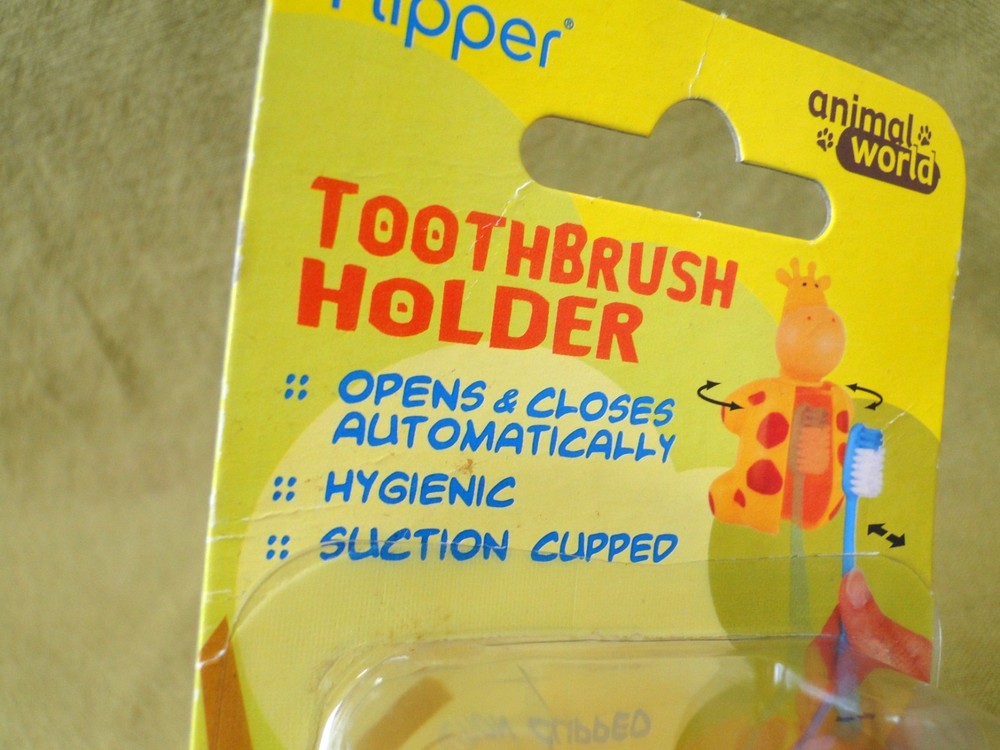 Flipper®
animal
world
TOOTHBRUSH
HOLDER
:: OPENS & CLOSES
AUTOMATICALLY
:: HYGIENIC
:: SUCTION CUPPED